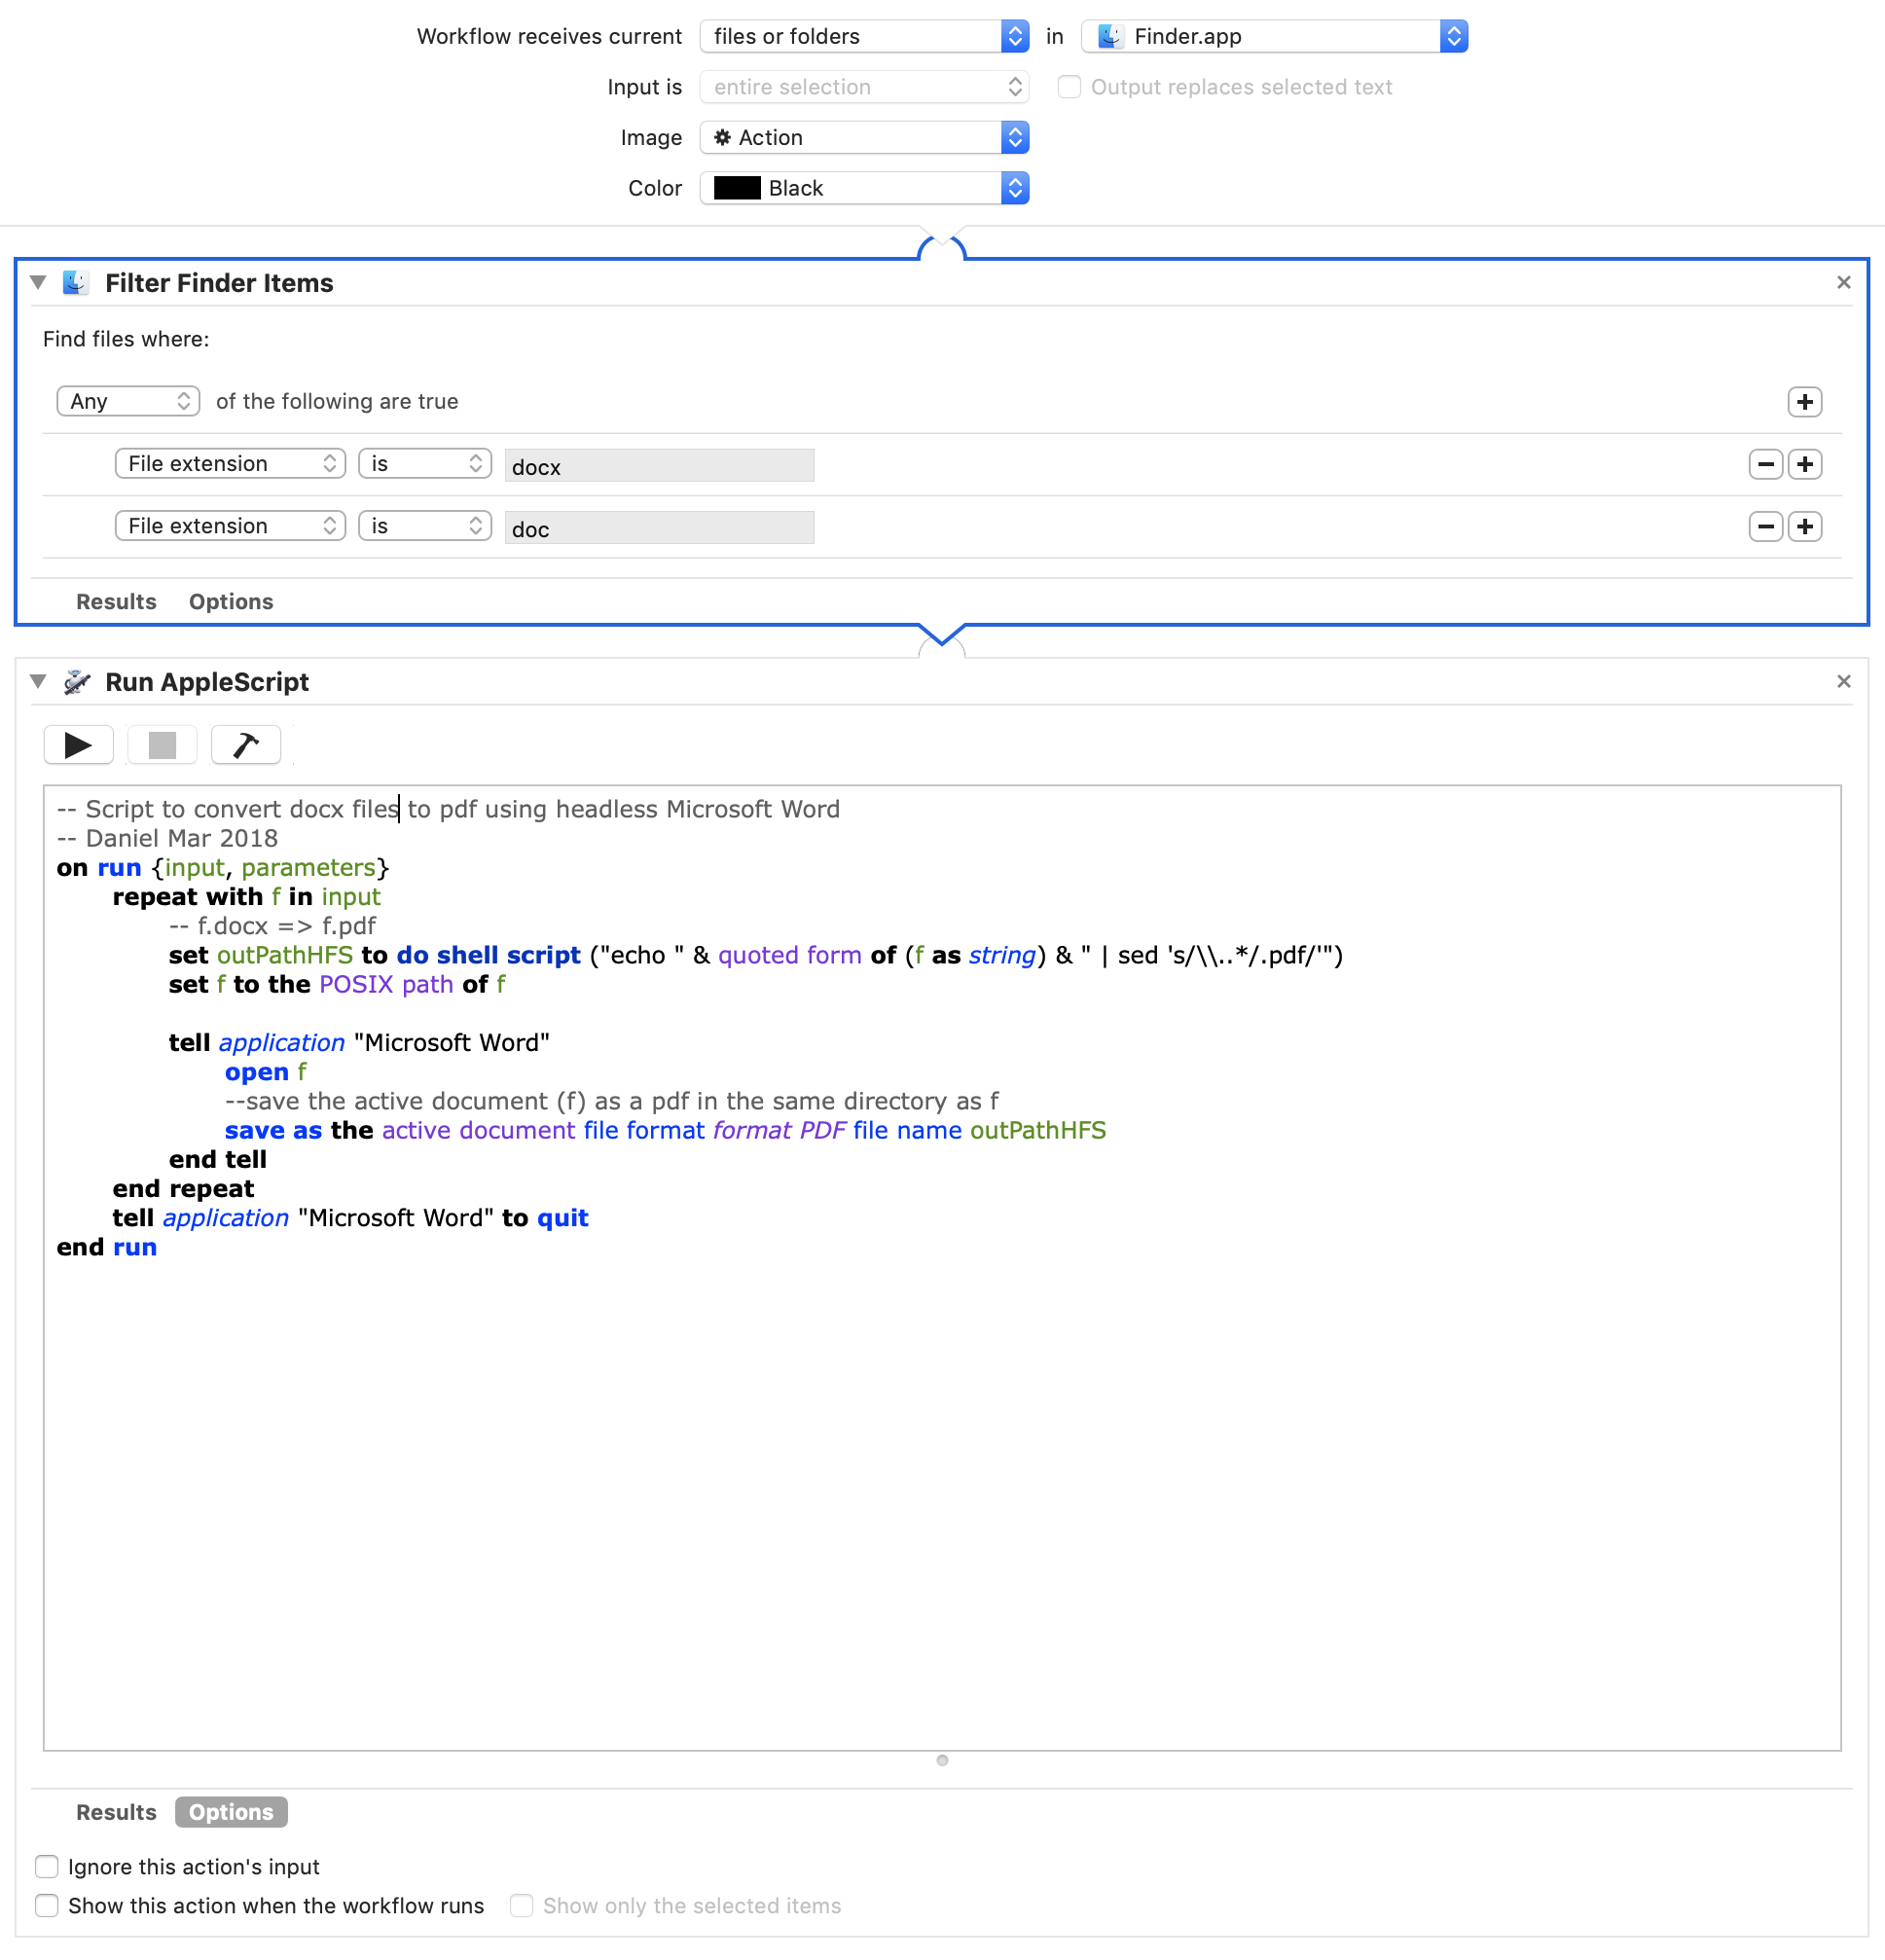 Workflow receives current files or folders in Finder.app
Input is entire selection Output replaces selected text
Image Action
Color Black
Filter Finder Items
Find files where:
Any of the following are true
File extension is docx
File extension is doc
Results Options
Run AppleScript
-- Script to convert docx files to pdf using headless Microsoft Word
-- Daniel Mar 2018
on run {input, parameters}
repeat with f in input
-- f.docx => f.pdf
set outPathHFS to do shell script ("echo " & quoted form of (f as string) & " | sed 's/\\..*/.pdf/'")
set f to the POSIX path of f
tell application "Microsoft Word"
open f
--save the active document (f) as a pdf in the same directory as f
save as the active document file format format PDF file name outPathHFS
end tell
end repeat
tell application "Microsoft Word" to quit
end run
Results Options
Ignore this action's input
Show this action when the workflow runs Show only the selected items